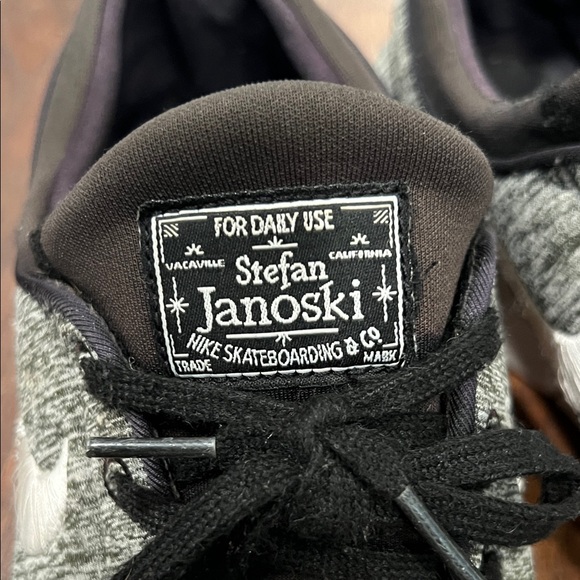 FOR DAILY USE
VACAVILLE CALIFORNIA
Stefan
Janoski
NIKE SKATEBOARDING & CO
TRADE MARK